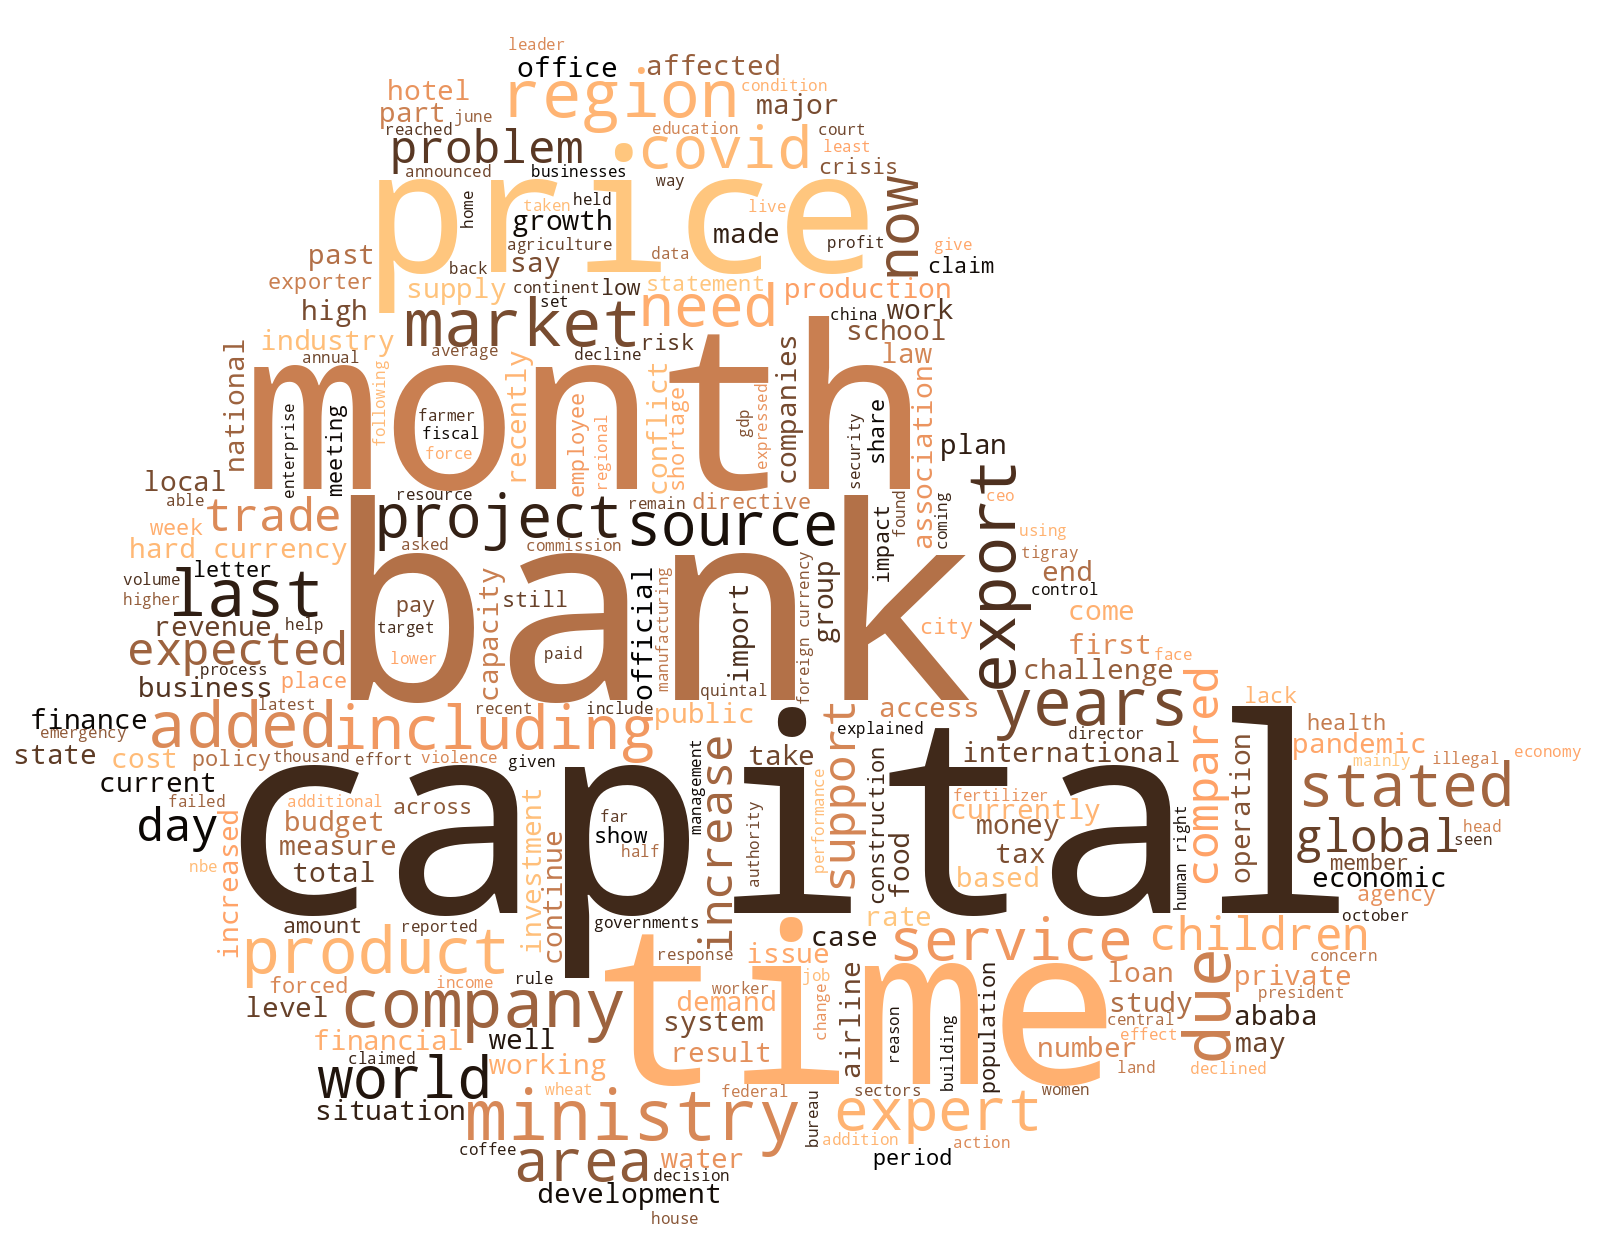 leader
office
affected
hotel
region
condition
part
june
major
reached
problem
education
covid
court
least
announced
businesses
way
crisis
now
price
home
taken
held
live
growth
made
profit
give
agriculture
past
say
data
claim
exporter
back
supply
continent
low
statement
production
high
set
market
need
china
work
school
industry
annual
average
decline
risk
law
national
month
recently
conflict
shortage
companies
association
following
farmer
fiscal
force
enterprise
meeting
employee
regional
gdp
expressed
security
share
plan
local
able
resource
remain
directive
found
coming
export
ceo
week
trade
project
source
impact
using
hard currency
asked
commission
tigray
letter
end
volume
last
bank
control
higher
pay
capacity
still
official
manufacturing
import
foreign currency
group
come
revenue
help
target
city
first
expected
lower
paid
face
process
challenge
business
place
quintal
years
compared
lack
latest
recent
include
public
access
finance
added
including
explained
director
health
emergency
state
cost
policy
thousand
effort
violence
given
take
international
pandemic
mainly
illegal
economy
current
capital
management
increase
support
construction
operation
stated
failed
additional
across
far
fertilizer
day
budget
investment
show
authority
performance
currently
money
human right
global
head
measure
continue
half
food
tax
seen
nbe
total
based
member
economic
increased
agency
amount
reported
governments
rate
october
product
response
issue
case
service
children
concern
forced
income
rule
time
job
loan
due
private
level
company
worker
demand
change
airline
population
study
president
system
central
ababa
financial
well
result
reason
building
number
effect
may
claimed
working
land
declined
world
wheat
federal
sectors
women
situation
ministry
bureau
expert
coffee
addition
action
area
water
period
decision
development
house